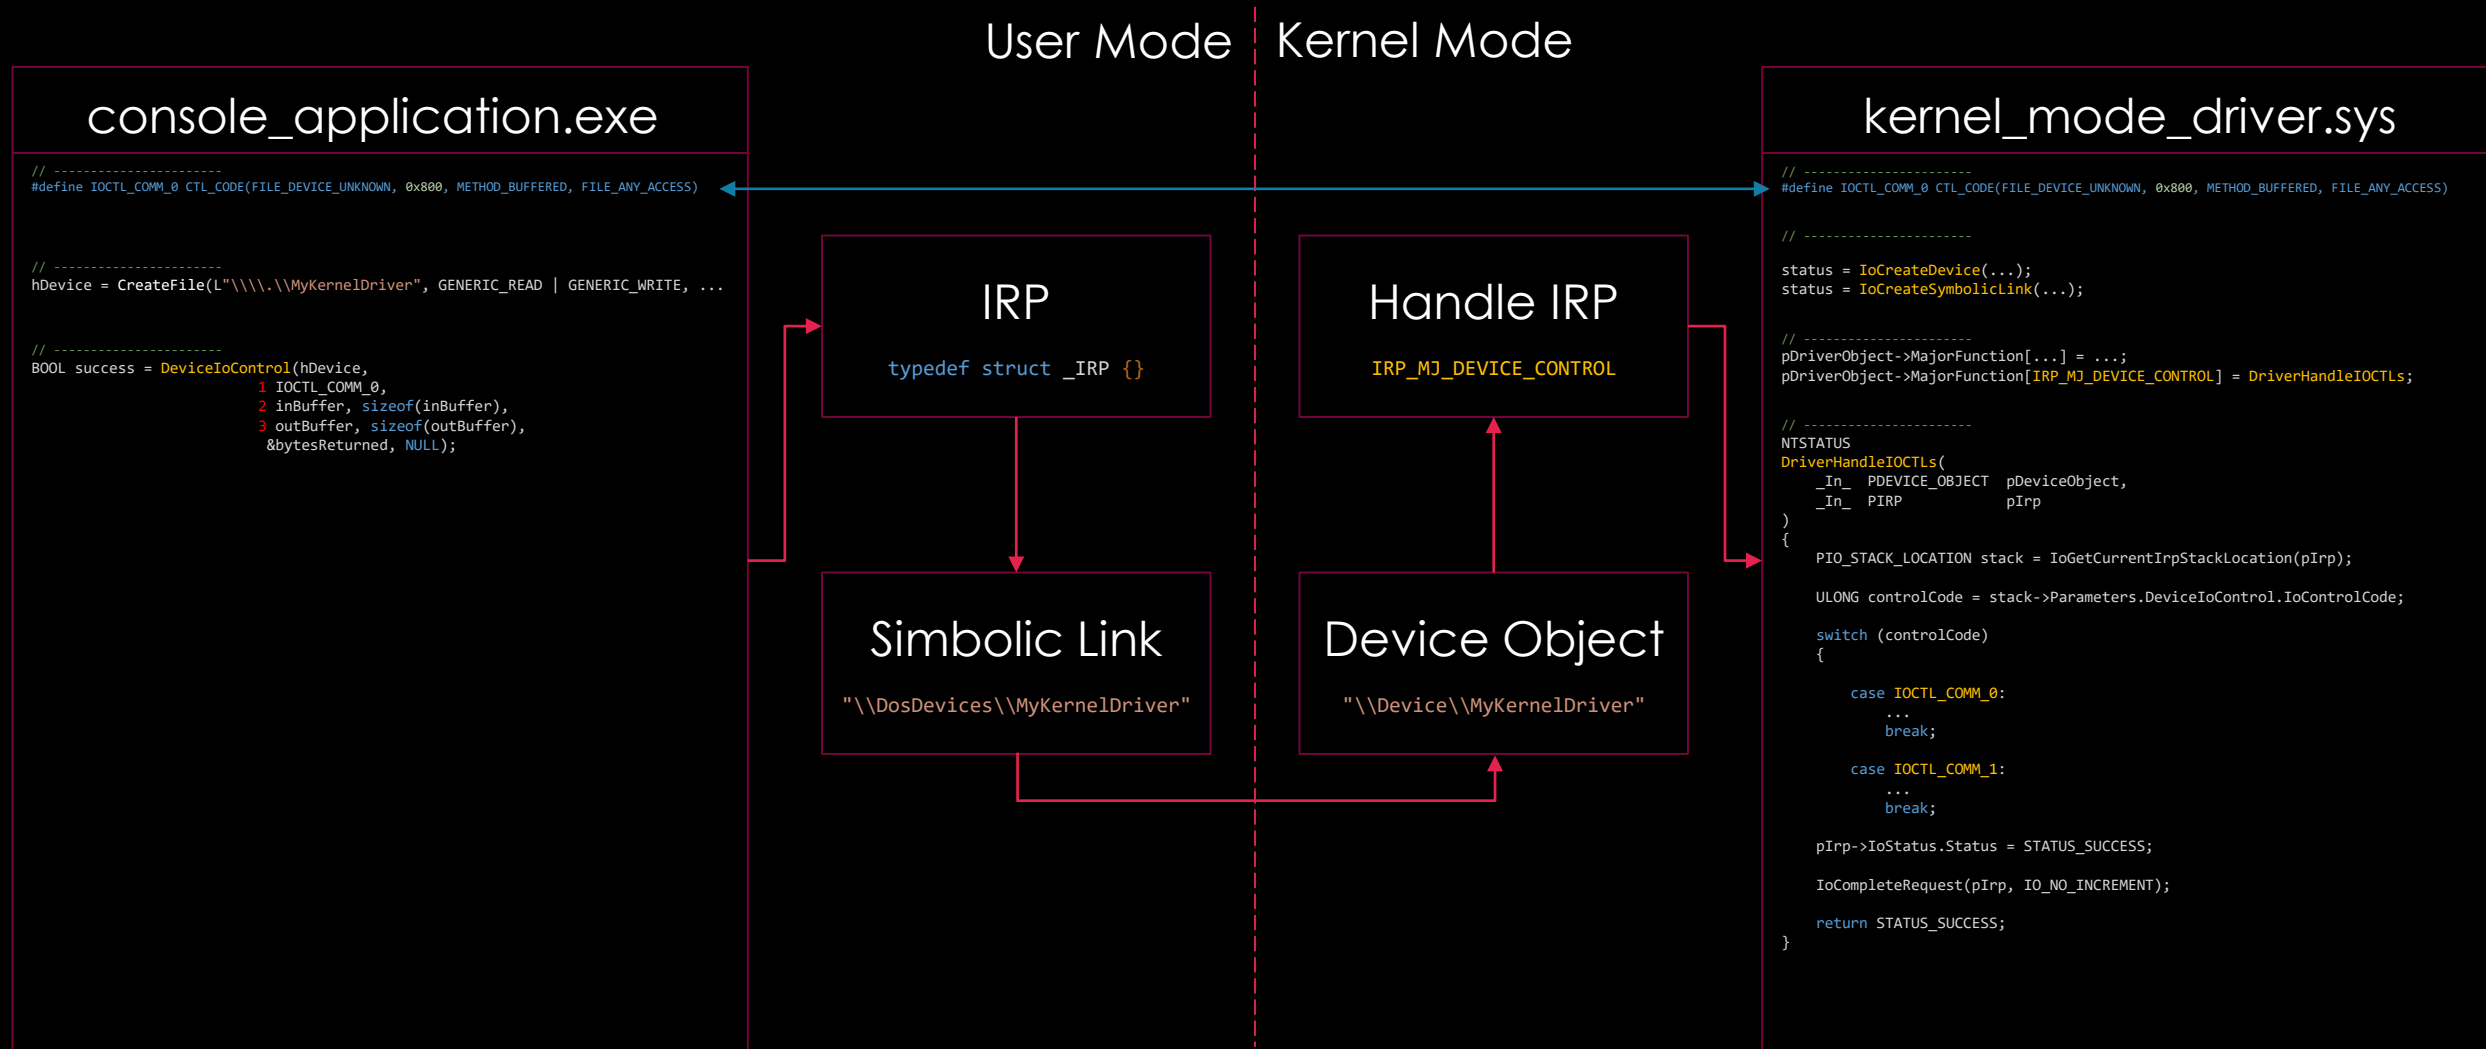 User Mode
Kernel Mode
console_application.exe
// -----------------------
#define IOCTL_COMM_0 CTL_CODE(FILE_DEVICE_UNKNOWN, 0x800, METHOD_BUFFERED, FILE_ANY_ACCESS)
// -----------------------
hDevice = CreateFile(L"\\\\.\\MyKernelDriver", GENERIC_READ | GENERIC_WRITE, ...
// -----------------------
BOOL success = DeviceIoControl(hDevice,
1 IOCTL_COMM_0,
2 inBuffer, sizeof(inBuffer),
3 outBuffer, sizeof(outBuffer),
&bytesReturned, NULL);
IRP
typedef struct _IRP {}
Simbolic Link
"\\DosDevices\\MyKernelDriver"
Handle IRP
IRP_MJ_DEVICE_CONTROL
Device Object
"\\Device\\MyKernelDriver"
kernel_mode_driver.sys
// -----------------------
#define IOCTL_COMM_0 CTL_CODE(FILE_DEVICE_UNKNOWN, 0x800, METHOD_BUFFERED, FILE_ANY_ACCESS)
// -----------------------
status = IoCreateDevice(...);
status = IoCreateSymbolicLink(...);
// -----------------------
pDriverObject->MajorFunction[...] = ...;
pDriverObject->MajorFunction[IRP_MJ_DEVICE_CONTROL] = DriverHandleIOCTLs;
// -----------------------
NTSTATUS
DriverHandleIOCTLs(
_In_ PDEVICE_OBJECT pDeviceObject,
_In_ PIRP pIrp
)
{
PIO_STACK_LOCATION stack = IoGetCurrentIrpStackLocation(pIrp);
ULONG controlCode = stack->Parameters.DeviceIoControl.IoControlCode;
switch (controlCode)
{
case IOCTL_COMM_0:
...
break;
case IOCTL_COMM_1:
...
break;
pIrp->IoStatus.Status = STATUS_SUCCESS;
IoCompleteRequest(pIrp, IO_NO_INCREMENT);
return STATUS_SUCCESS;
}